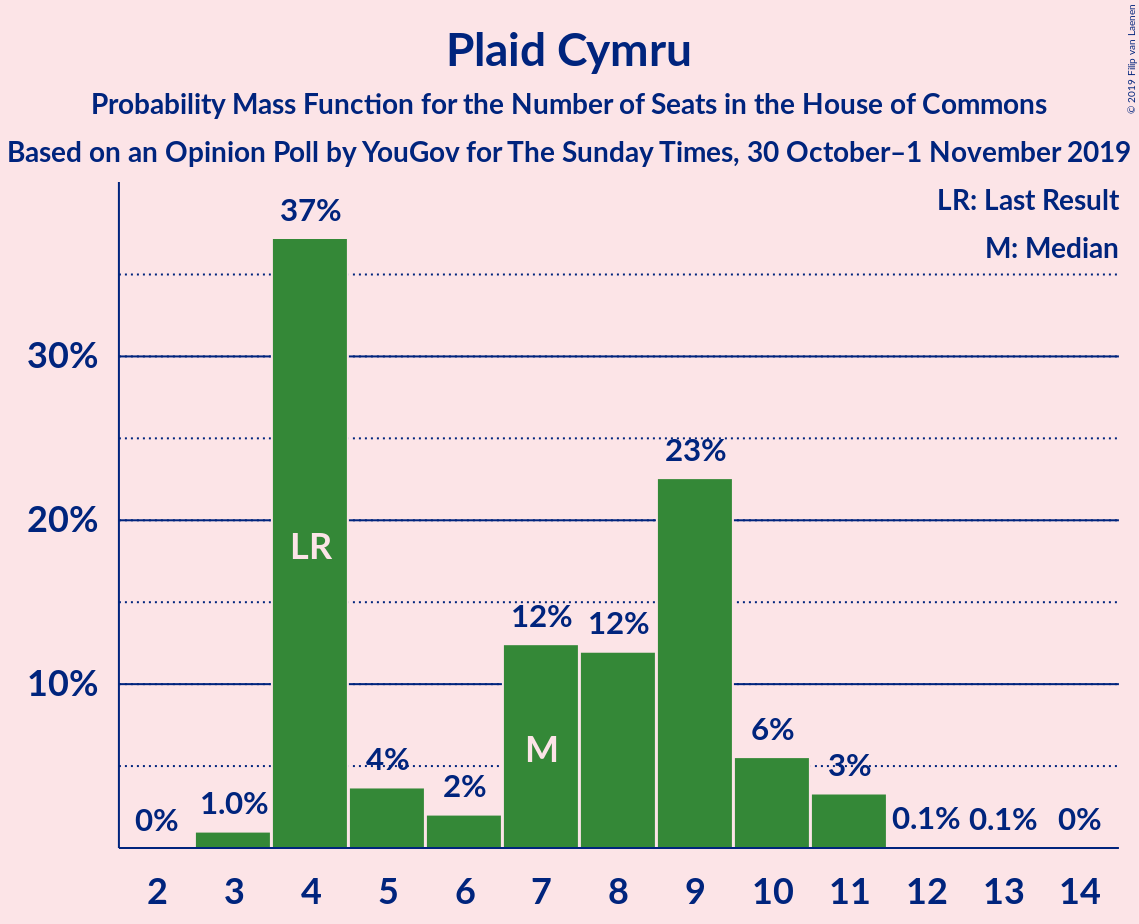 Plaid Cymru
Probability Mass Function for the Number of Seats in the House of Commons
Based on an Opinion Poll by YouGov for The Sunday Times, 30 October–1 November 2019
© 2019 Filip van Laenen
LR: Last Result
M: Median
37%
30%
23%
20%
LR
12%
12%
10%
M
6%
4%
3%
2%
1.0%
0%
0.1%
0.1%
0%
2 3 4 5 6 7 8 9 10 11 12 13 14